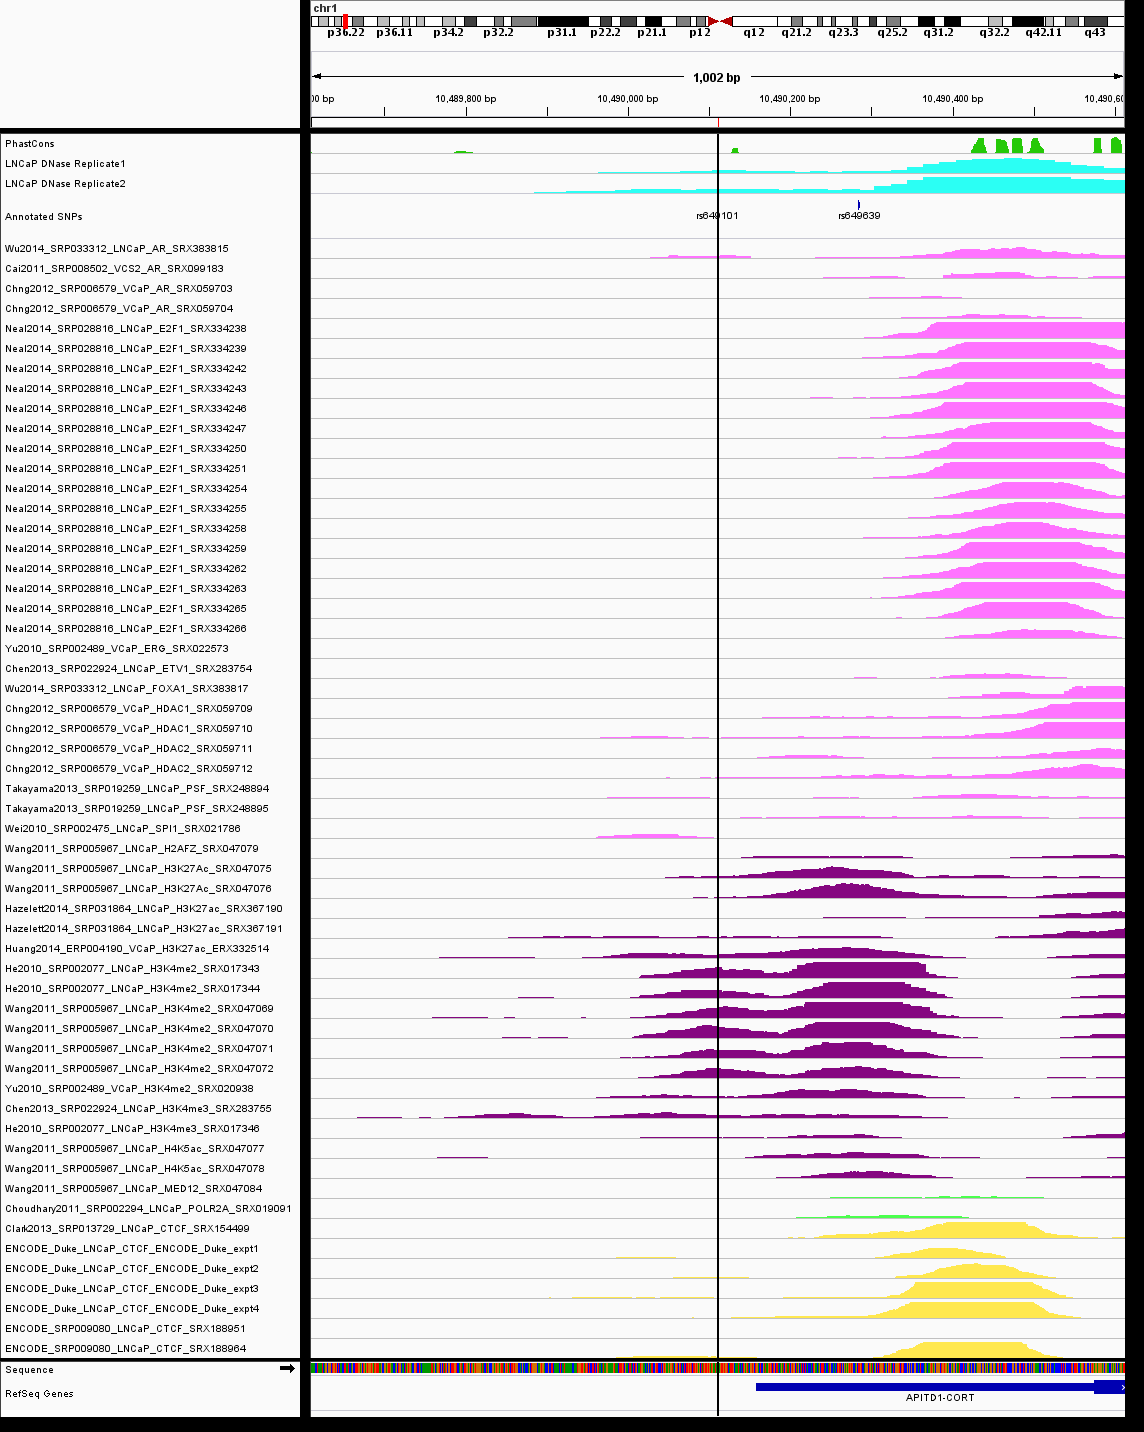 chr1
p36.22 p36.11 p34.2 p32.2 p31.1 p22.2 p21.1 p12 q12 q21.2 q23.3 q25.2 q31.2 q32.2 q42.11 q43
1,002 bp
00 bp 10,489,800 bp 10,490,000 bp 10,490,200 bp 10,490,400 bp 10,490,60
PhastCons
LNCaP DNase Replicate1
LNCaP DNase Replicate2
Annotated SNPs rs649101 rs649639
Wu2014_SRP033312_LNCaP_AR_SRX383815
Cai2011_SRP008502_VCS2_AR_SRX099183
Chng2012_SRP006579_VCaP_AR_SRX059703
Chng2012_SRP006579_VCaP_AR_SRX059704
Neal2014_SRP028816_LNCaP_E2F1_SRX334238
Neal2014_SRP028816_LNCaP_E2F1_SRX334239
Neal2014_SRP028816_LNCaP_E2F1_SRX334242
Neal2014_SRP028816_LNCaP_E2F1_SRX334243
Neal2014_SRP028816_LNCaP_E2F1_SRX334246
Neal2014_SRP028816_LNCaP_E2F1_SRX334247
Neal2014_SRP028816_LNCaP_E2F1_SRX334250
Neal2014_SRP028816_LNCaP_E2F1_SRX334251
Neal2014_SRP028816_LNCaP_E2F1_SRX334254
Neal2014_SRP028816_LNCaP_E2F1_SRX334255
Neal2014_SRP028816_LNCaP_E2F1_SRX334258
Neal2014_SRP028816_LNCaP_E2F1_SRX334259
Neal2014_SRP028816_LNCaP_E2F1_SRX334262
Neal2014_SRP028816_LNCaP_E2F1_SRX334263
Neal2014_SRP028816_LNCaP_E2F1_SRX334265
Neal2014_SRP028816_LNCaP_E2F1_SRX334266
Yu2010_SRP002489_VCaP_ERG_SRX022573
Chen2013_SRP022924_LNCaP_ETV1_SRX283754
Wu2014_SRP033312_LNCaP_FOXA1_SRX383817
Chng2012_SRP006579_VCaP_HDAC1_SRX059709
Chng2012_SRP006579_VCaP_HDAC1_SRX059710
Chng2012_SRP006579_VCaP_HDAC2_SRX059711
Chng2012_SRP006579_VCaP_HDAC2_SRX059712
Takayama2013_SRP019259_LNCaP_PSF_SRX248894
Takayama2013_SRP019259_LNCaP_PSF_SRX248895
Wei2010_SRP002475_LNCaP_SPI1_SRX021786
Wang2011_SRP005967_LNCaP_H2AFZ_SRX047079
Wang2011_SRP005967_LNCaP_H3K27Ac_SRX047075
Wang2011_SRP005967_LNCaP_H3K27Ac_SRX047076
Hazelett2014_SRP031864_LNCaP_H3K27ac_SRX367190
Hazelett2014_SRP031864_LNCaP_H3K27ac_SRX367191
Huang2014_ERP004190_VCaP_H3K27ac_ERX332514
He2010_SRP002077_LNCaP_H3K4me2_SRX017343
He2010_SRP002077_LNCaP_H3K4me2_SRX017344
Wang2011_SRP005967_LNCaP_H3K4me2_SRX047069
Wang2011_SRP005967_LNCaP_H3K4me2_SRX047070
Wang2011_SRP005967_LNCaP_H3K4me2_SRX047071
Wang2011_SRP005967_LNCaP_H3K4me2_SRX047072
Yu2010_SRP002489_VCaP_H3K4me2_SRX020938
Chen2013_SRP022924_LNCaP_H3K4me3_SRX283755
He2010_SRP002077_LNCaP_H3K4me3_SRX017346
Wang2011_SRP005967_LNCaP_H4K5ac_SRX047077
Wang2011_SRP005967_LNCaP_H4K5ac_SRX047078
Wang2011_SRP005967_LNCaP_MED12_SRX047084
Choudhary2011_SRP002294_LNCaP_POLR2A_SRX019091
Clark2013_SRP013729_LNCaP_CTCF_SRX154499
ENCODE_Duke_LNCaP_CTCF_ENCODE_Duke_expt1
ENCODE_Duke_LNCaP_CTCF_ENCODE_Duke_expt2
ENCODE_Duke_LNCaP_CTCF_ENCODE_Duke_expt3
ENCODE_Duke_LNCaP_CTCF_ENCODE_Duke_expt4
ENCODE_SRP009080_LNCaP_CTCF_SRX188951
ENCODE_SRP009080_LNCaP_CTCF_SRX188964
Sequence
RefSeq Genes
APITD1-CORT